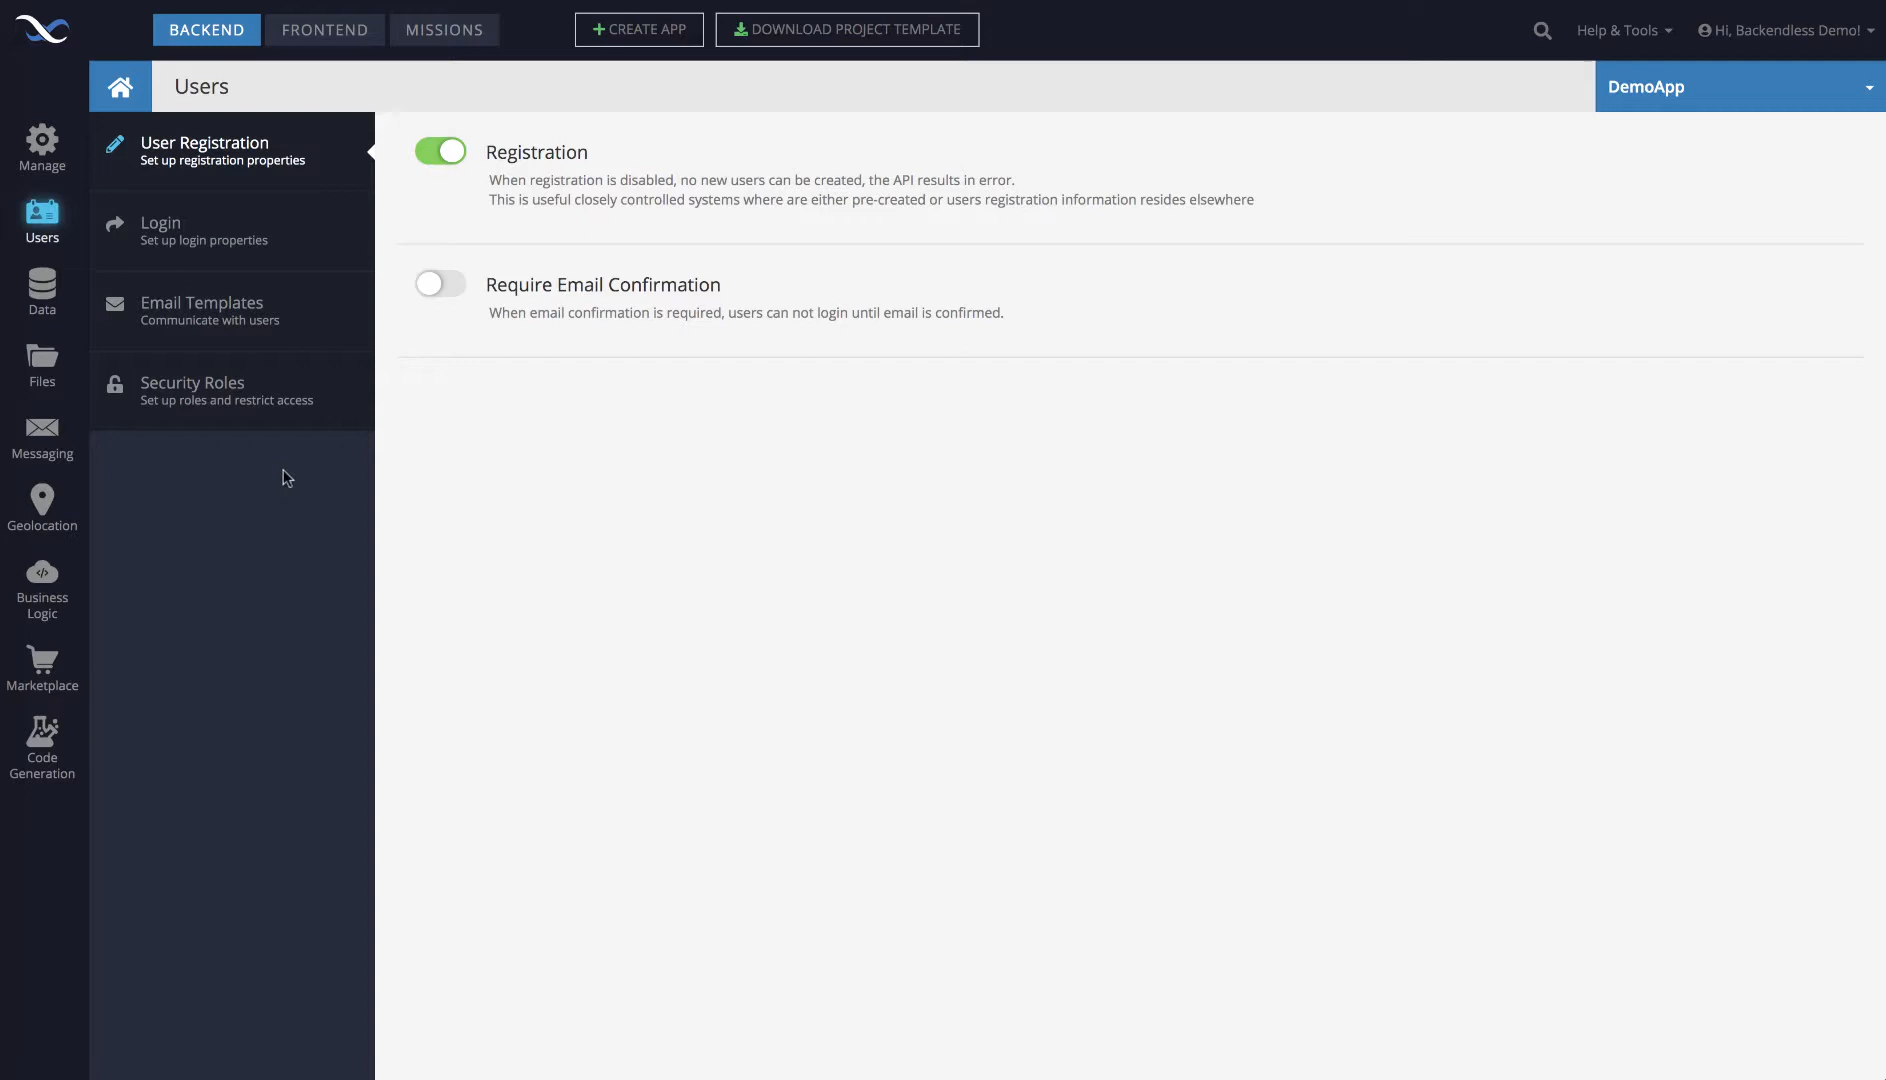 BACKEND
FRONTEND
MISSIONS
CREATE APP
DOWNLOAD PROJECT TEMPLATE
Help & Tools
Hi, Backendless Demo!
Users
DemoApp
Manage
Users
Data
Files
Messaging
Geolocation
Business
Logic
Marketplace
Code
Generation
User Registration
Set up registration properties
Login
Set up login properties
Email Templates
Communicate with users
Security Roles
Set up roles and restrict access
Registration
When registration is disabled, no new users can be created, the API results in error.
This is useful closely controlled systems where are either pre-created or users registration information resides elsewhere
Require Email Confirmation
When email confirmation is required, users can not login until email is confirmed.